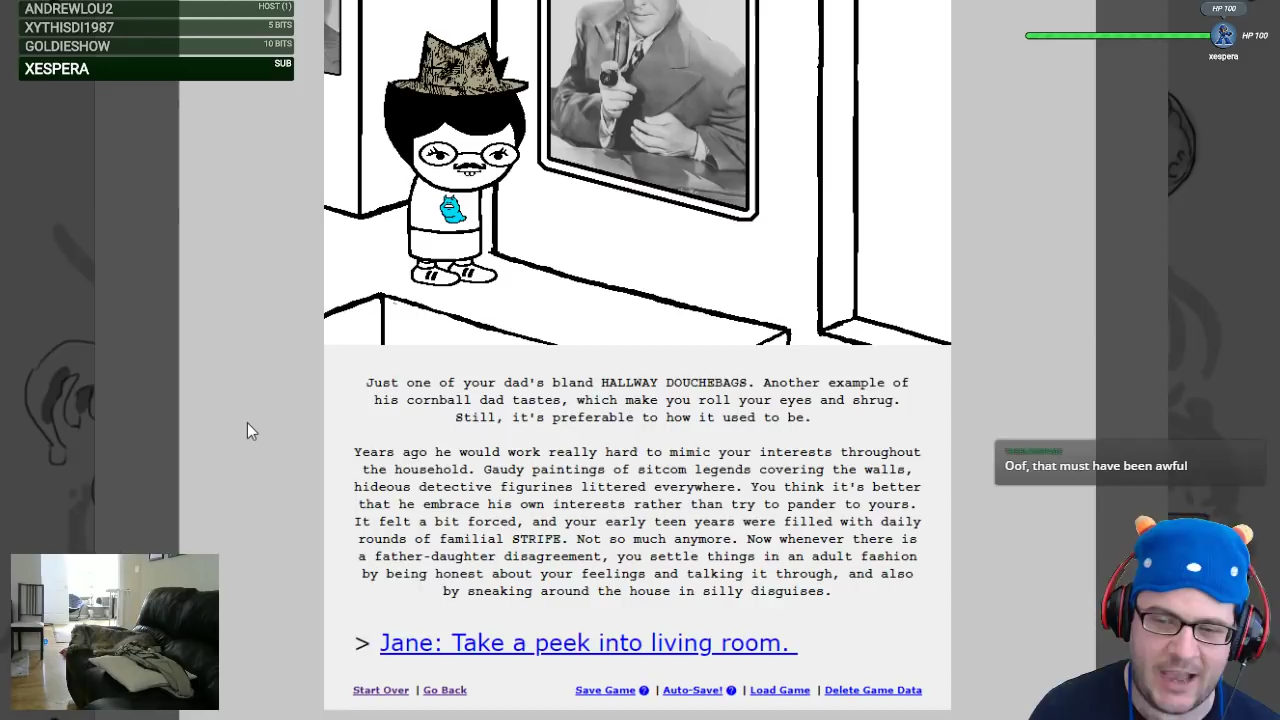 ANDREWLOU2
HOST (1)
XYTHISDI1987
5 BITS
GOLDIESHOW
10 BITS
XESPERA
SUB
HP 100
HP 100
xespera
Just one of your dad's bland HALLWAY DOUCHEBAGS. Another example of
his cornball dad tastes, which make you roll your eyes and shrug.
Still, it's preferable to how it used to be.
Years ago he would work really hard to mimic your interests throughout
the household. Gaudy paintings of sitcom legends covering the walls,
hideous detective figurines littered everywhere. You think it's better
that he embrace his own interests rather than try to pander to yours.
It felt a bit forced, and your early teen years were filled with daily
rounds of familial STRIFE. Not so much anymore. Now whenever there is
a father-daughter disagreement, you settle things in an adult fashion
by being honest about your feelings and talking it through, and also
by sneaking around the house in silly disguises.
Oof, that must have been awful
> Jane: Take a peek into living room.
Start Over | Go Back
Save Game ? | Auto-Save! ? | Load Game | Delete Game Data